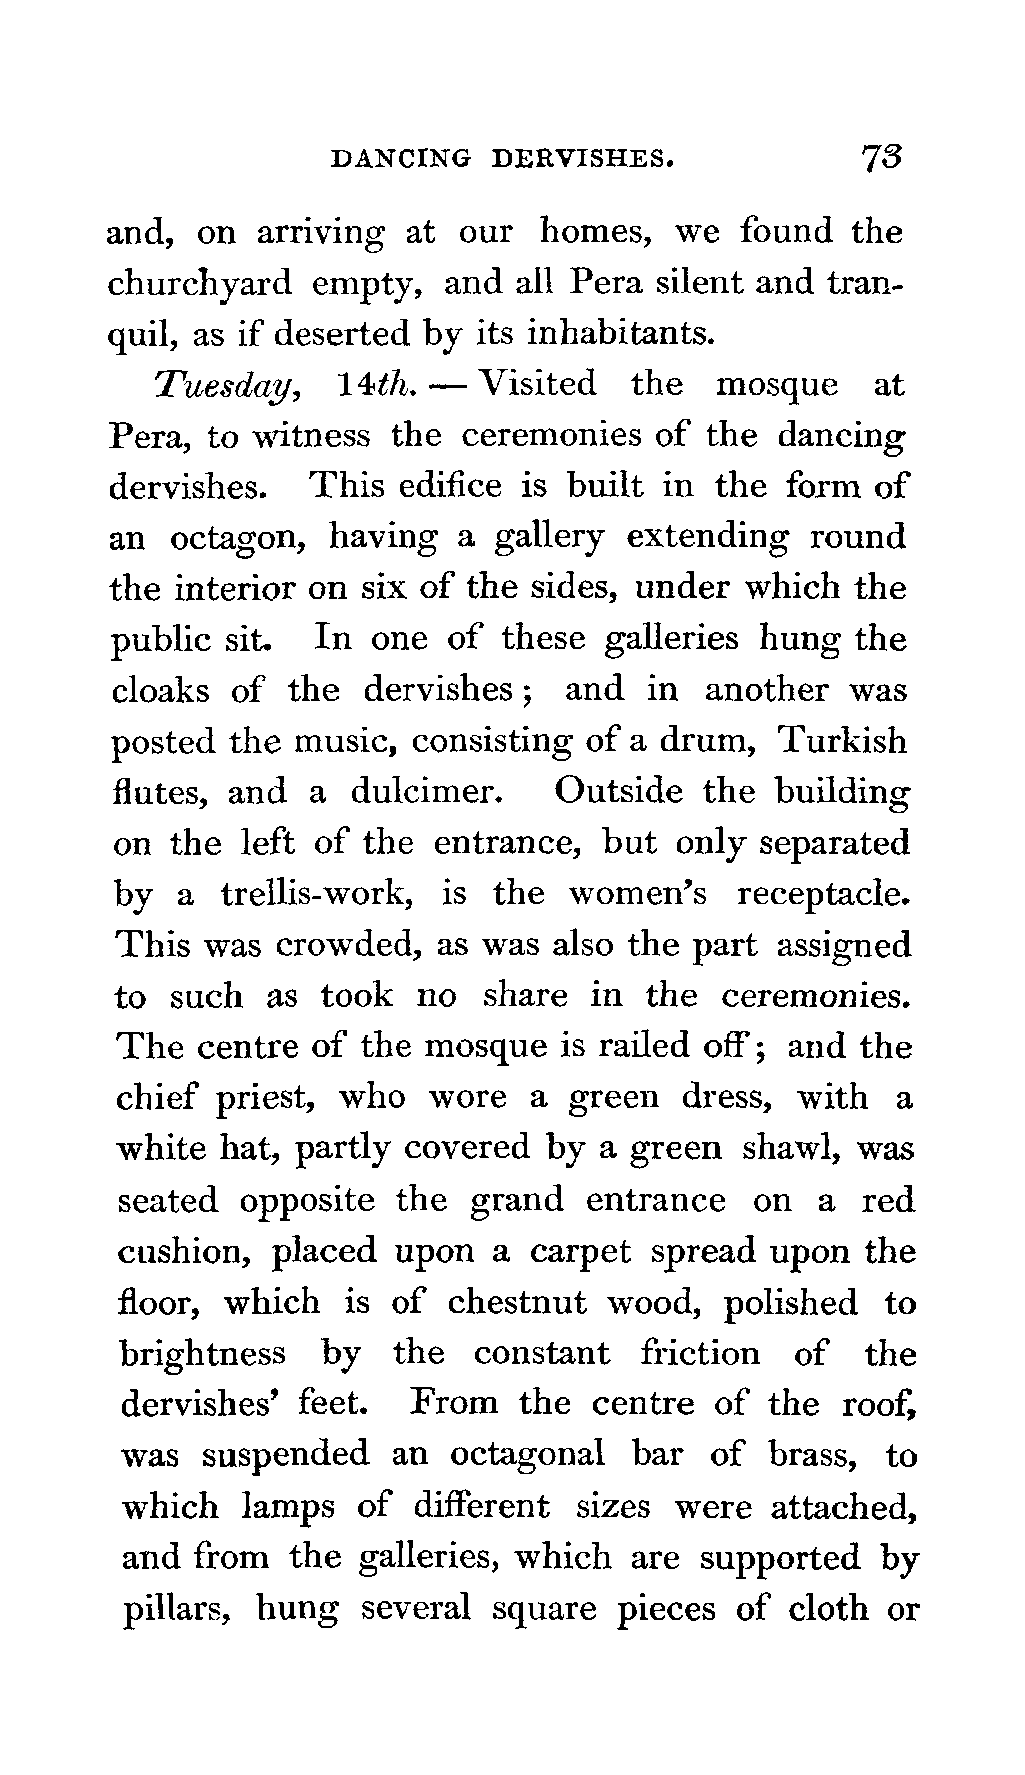 DANCING DERVISHES. 73
and, on arriving at our homes, we found the
churchyard empty, and all Pera silent and tran-
quil, as if deserted by its inhabitants.
Tuesday, 14th. — Visited the mosque at
Pera, to witness the ceremonies of the dancing
dervishes. This edifice is built in the form of
an octagon, having a gallery extending round
the interior on six of the sides, under which the
public sit. In one of these galleries hung the
cloaks of the dervishes; and in another was
posted the music, consisting of a drum, Turkish
flutes, and a dulcimer. Outside the building
on the left of the entrance, but only separated
by a trellis-work, is the women's receptacle.
This was crowded, as was also the part assigned
to such as took no share in the ceremonies.
The centre of the mosque is railed off; and the
chief priest, who wore a green dress, with a
white hat, partly covered by a green shawl, was
seated opposite the grand entrance on a red
cushion, placed upon a carpet spread upon the
floor, which is of chestnut wood, polished to
brightness by the constant friction of the
dervishes' feet. From the centre of the roof,
was suspended an octagonal bar of brass, to
which lamps of different sizes were attached,
and from the galleries, which are supported by
pillars, hung several square pieces of cloth or